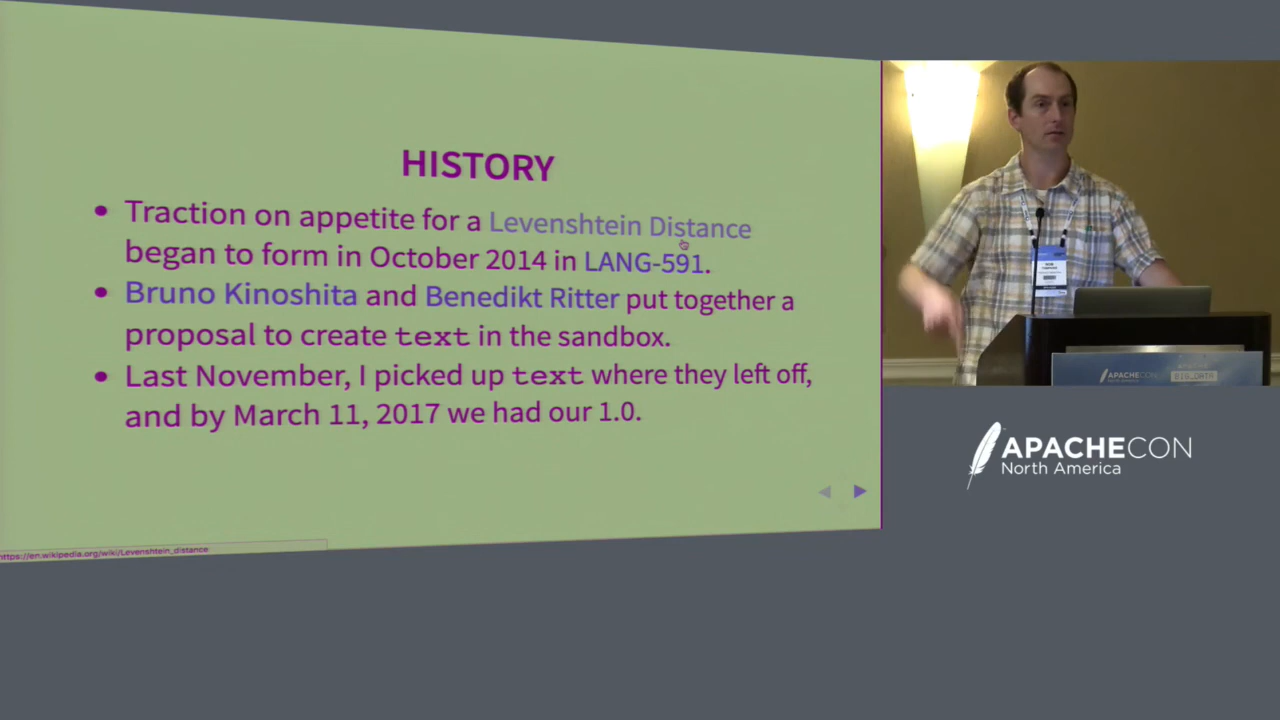 HISTORY
• Traction on appetite for a Levenshtein Distance
began to form in October 2014 in LANG-591.
• Bruno Kinoshita and Benedikt Ritter put together a
proposal to create text in the sandbox.
• Last November, I picked up text where they left off,
and by March 11, 2017 we had our 1.0.
https://en.wikipedia.org/wiki/Levenshtein_distance
APACHECON
APACHE
BIG_DATA
APACHECON
North America